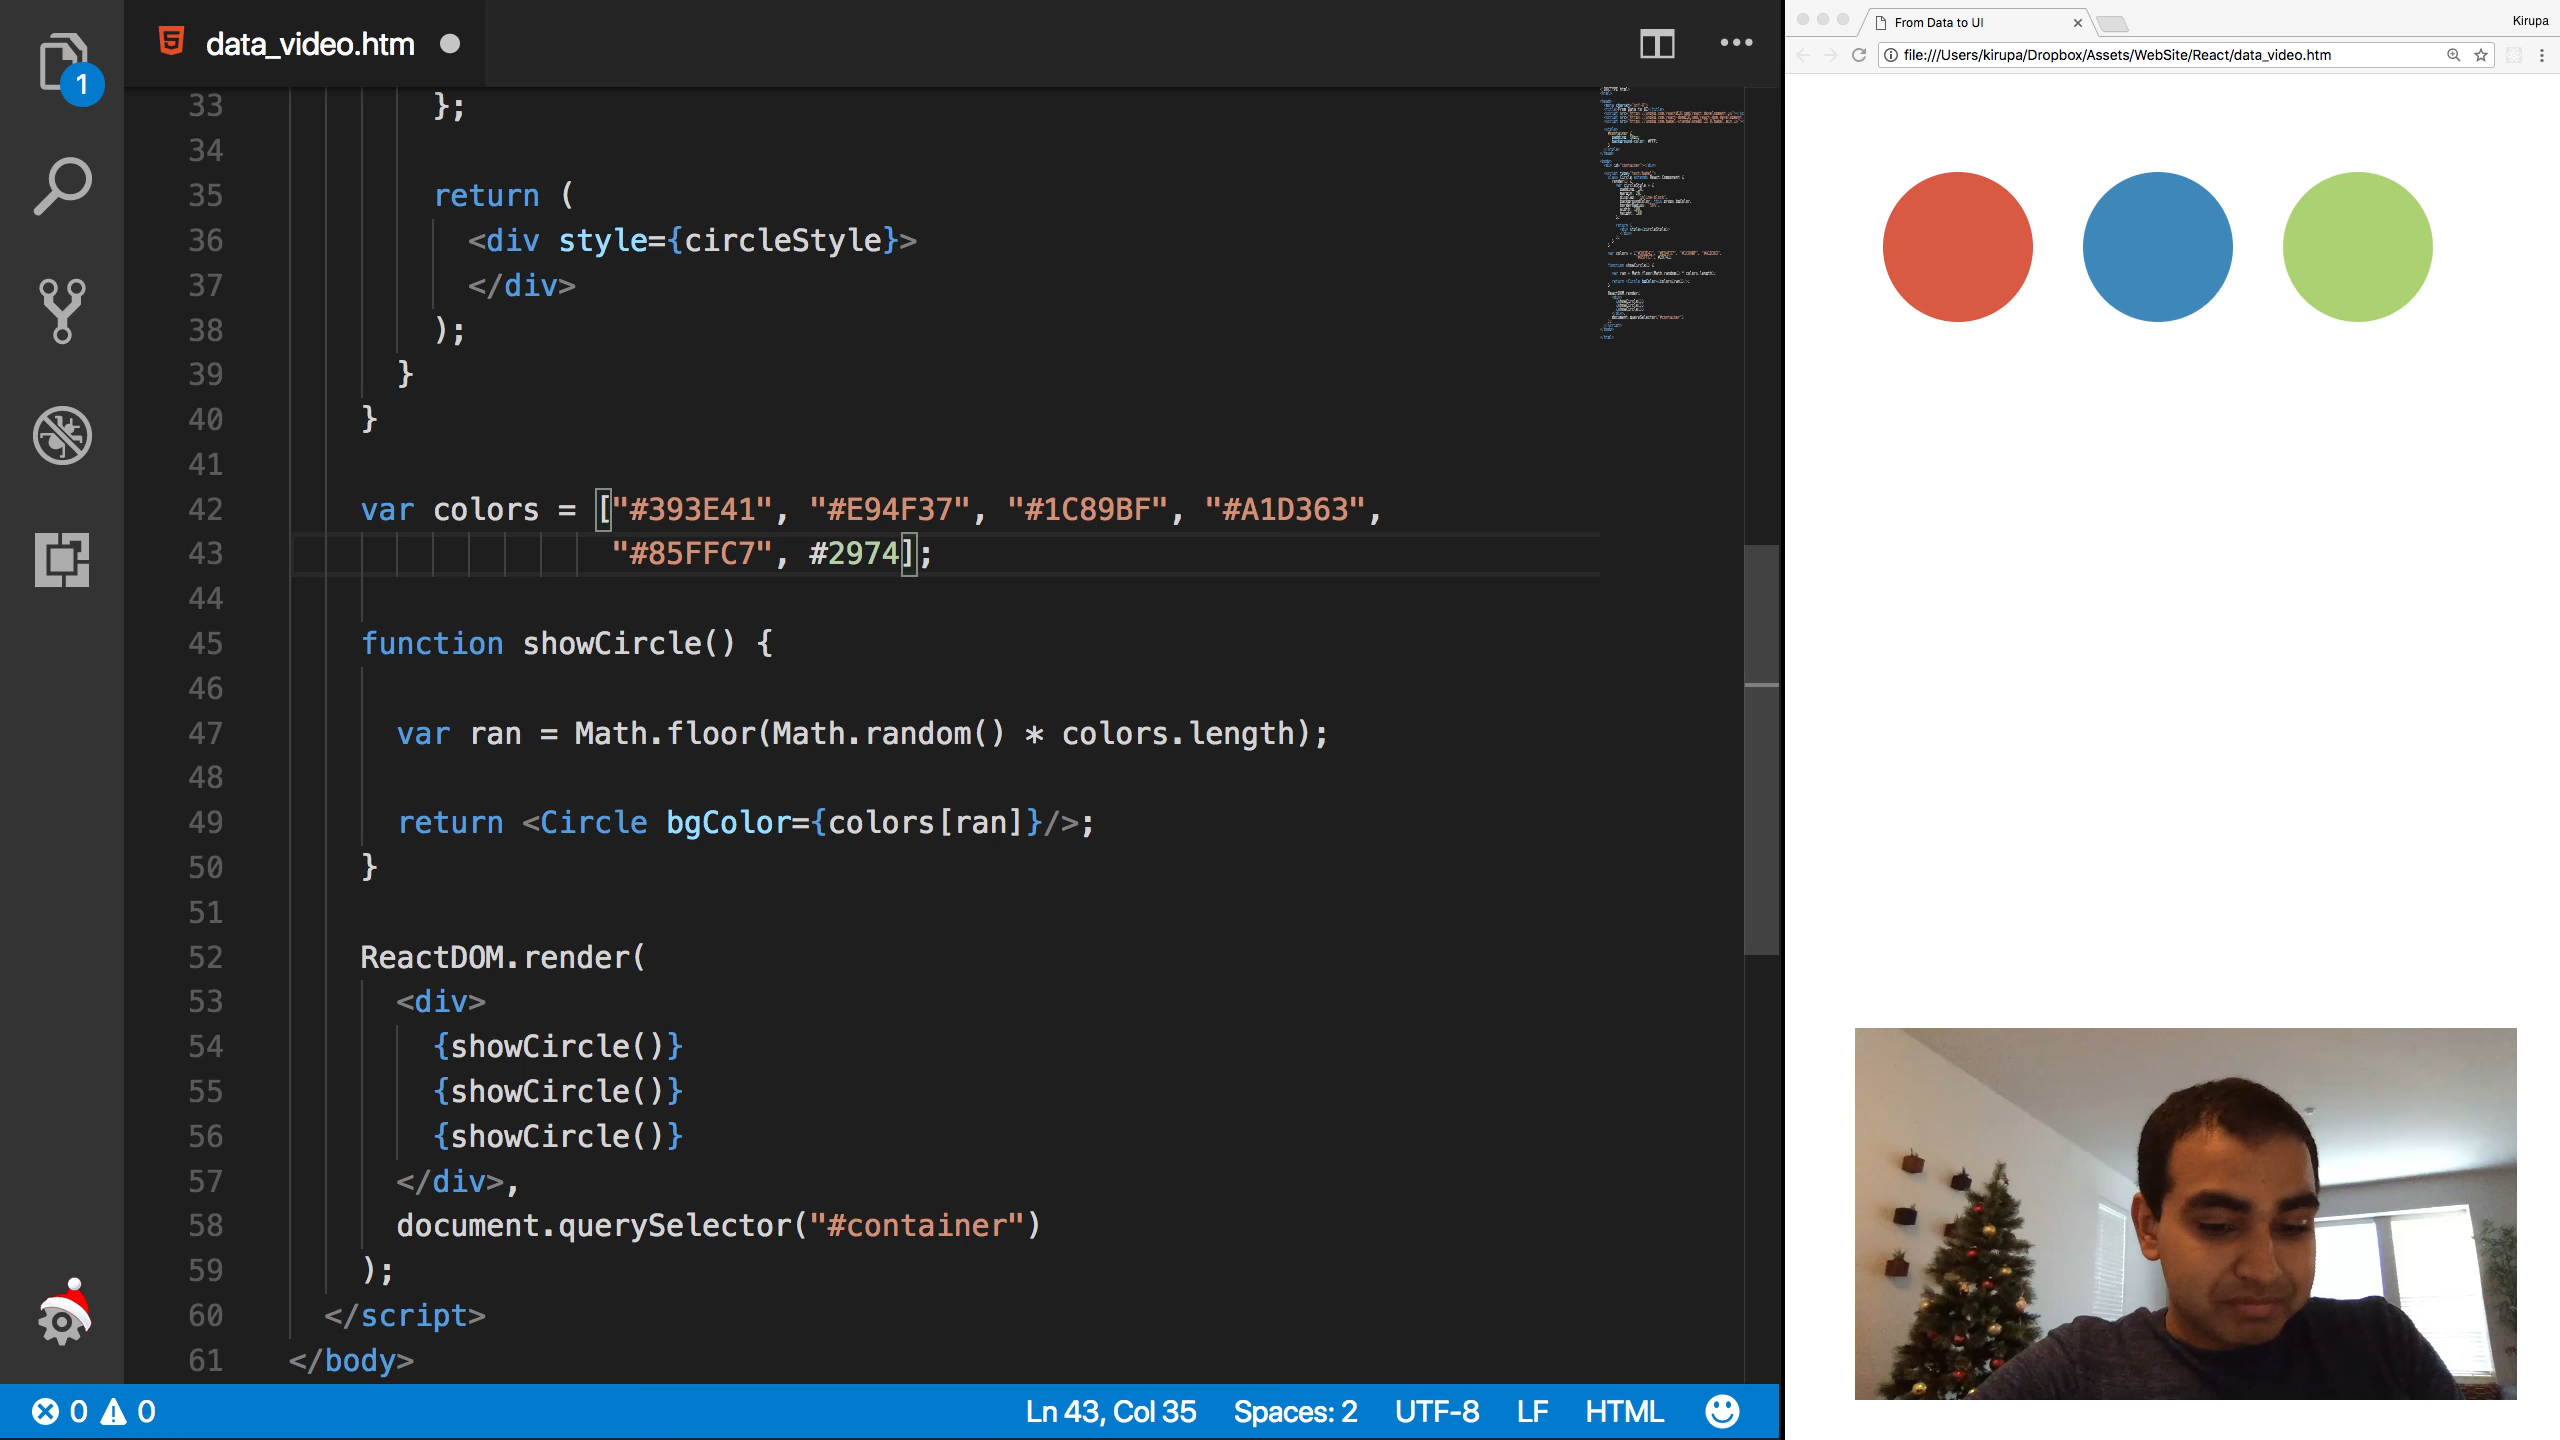 data_video.htm
1
33 };
34
35 return (
36 <div style={circleStyle}>
37 </div>
38 );
39 }
40 }
41
42 var colors = ["#393E41", "#E94F37", "#1C89BF", "#A1D363",
43 "#85FFC7", #2974];
44
45 function showCircle() {
46
47 var ran = Math.floor(Math.random() * colors.length);
48
49 return <Circle bgColor={colors[ran]}/>;
50 }
51
52 ReactDOM.render(
53 <div>
54 {showCircle()}
55 {showCircle()}
56 {showCircle()}
57 </div>,
58 document.querySelector("#container")
59 );
60 </script>
61 </body>
0 0 Ln 43, Col 35 Spaces: 2 UTF-8 LF HTML
From Data to UI
Kirupa
file:///Users/kirupa/Dropbox/Assets/WebSite/React/data_video.htm